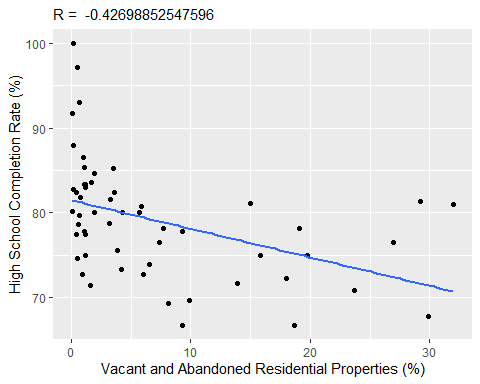 R =  -0.42698852547596
High School Completion Rate (%)
100
90
80
70
0
10
20
30
Vacant and Abandoned Residential Properties (%)